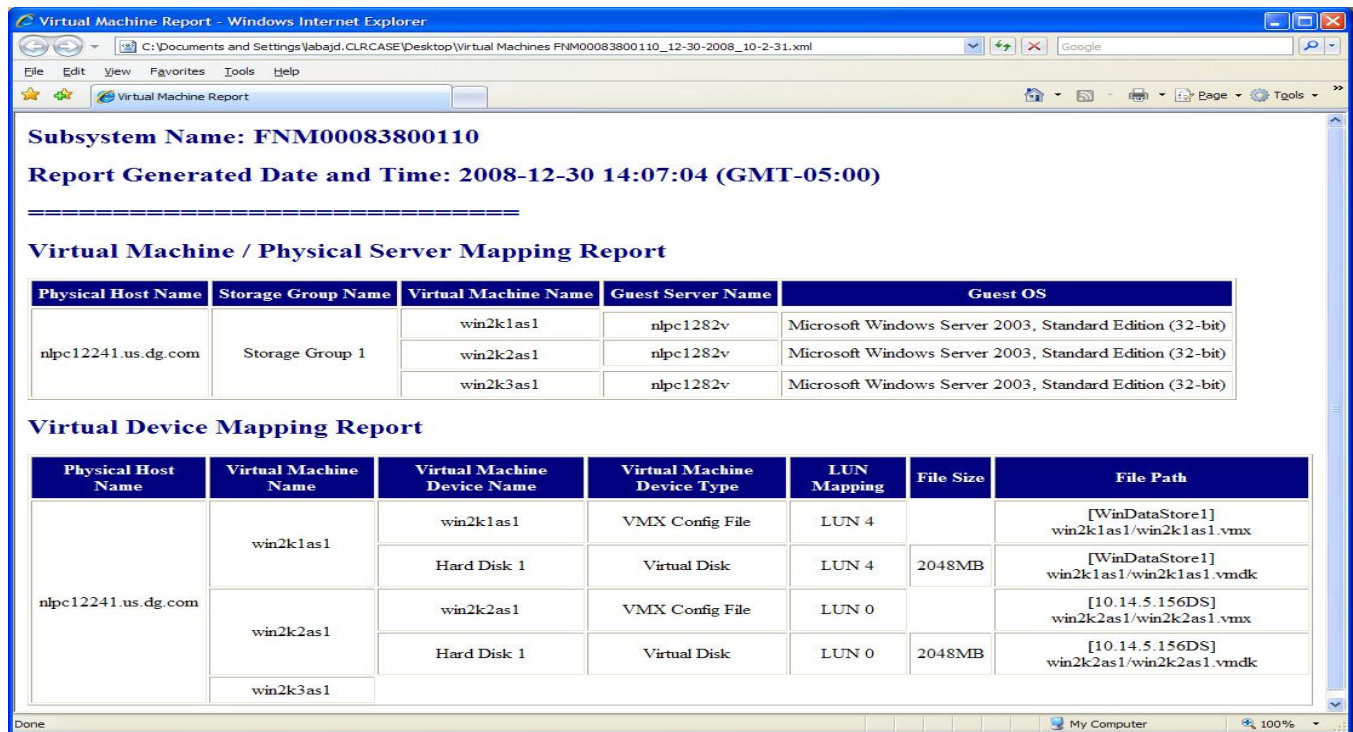 Virtual Machine Report - Windows Internet Explorer
C:\Documents and Settings\labajd.CLRCASE\Desktop\Virtual Machines FNM00083800110_12-30-2008_10-2-31.xml
Google
File Edit View Favorites Tools Help
Virtual Machine Report
Page Tools »
Subsystem Name: FNM00083800110
Report Generated Date and Time: 2008-12-30 14:07:04 (GMT-05:00)
=============================
Virtual Machine / Physical Server Mapping Report
Physical Host Name Storage Group Name Virtual Machine Name Guest Server Name Guest OS
nlpc12241.us.dg.com Storage Group 1 win2k1as1 nlpc1282v Microsoft Windows Server 2003, Standard Edition (32-bit)
win2k2as1 nlpc1282v Microsoft Windows Server 2003, Standard Edition (32-bit)
win2k3as1 nlpc1282v Microsoft Windows Server 2003, Standard Edition (32-bit)
Virtual Device Mapping Report
Physical Host Name Virtual Machine Name Virtual Machine Device Name Virtual Machine Device Type LUN Mapping File Size File Path
nlpc12241.us.dg.com win2k1as1 win2k1as1 VMX Config File LUN 4 [WinDataStore1] win2k1as1/win2k1as1.vmx
Hard Disk 1 Virtual Disk LUN 4 2048MB [WinDataStore1] win2k1as1/win2k1as1.vmdk
win2k2as1 win2k2as1 VMX Config File LUN 0 [10.14.5.156DS] win2k2as1/win2k2as1.vmx
Hard Disk 1 Virtual Disk LUN 0 2048MB [10.14.5.156DS] win2k2as1/win2k2as1.vmdk
win2k3as1
Done My Computer 100%